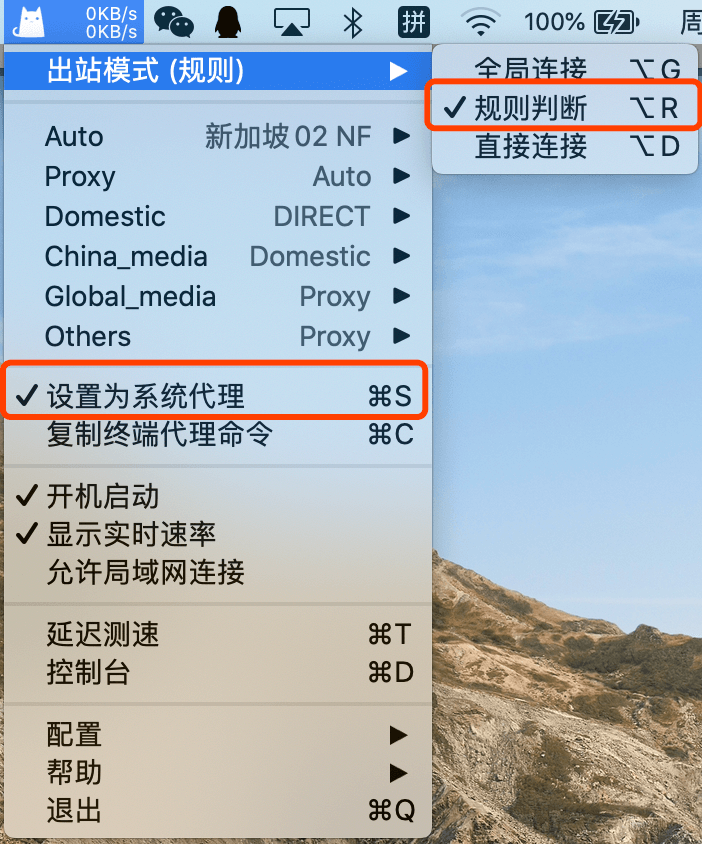 0KB/s
0KB/s
拼
100%
周
出站模式 (规则)
全局连接 ⌥G
✓ 规则判断 ⌥R
直接连接 ⌥D
Auto 新加坡02 NF
Proxy Auto
Domestic DIRECT
China_media Domestic
Global_media Proxy
Others Proxy
✓ 设置为系统代理 ⌘S
复制终端代理命令 ⌘C
✓ 开机启动
✓ 显示实时速率
允许局域网连接
延迟测速 ⌘T
控制台 ⌘D
配置
帮助
退出 ⌘Q